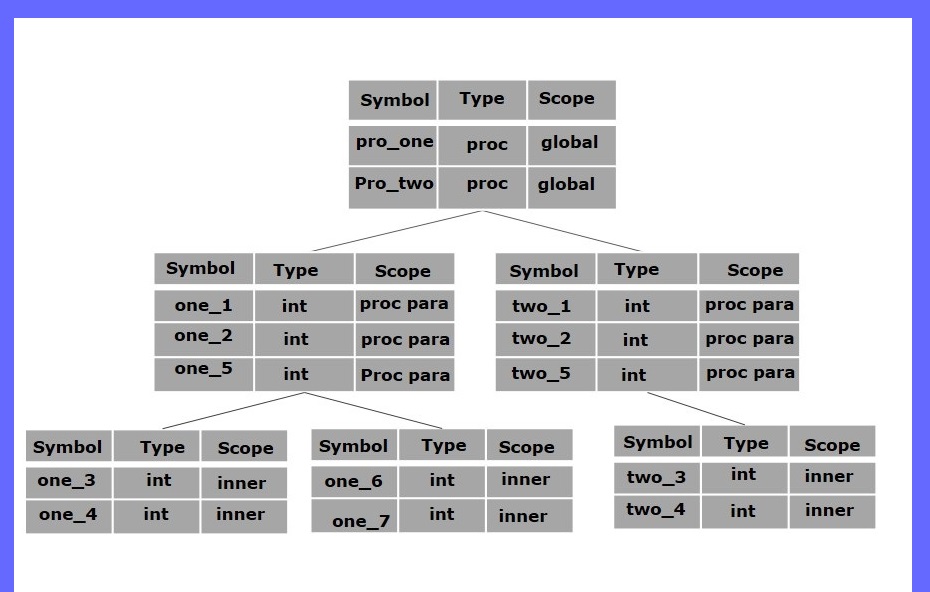 Symbol Type Scope
pro_one proc global
Pro_two proc global
Symbol Type Scope
one_1 int proc para
one_2 int proc para
one_5 int Proc para
Symbol Type Scope
two_1 int proc para
two_2 int proc para
two_5 int proc para
Symbol Type Scope
one_3 int inner
one_4 int inner
Symbol Type Scope
one_6 int inner
one_7 int inner
Symbol Type Scope
two_3 int inner
two_4 int inner